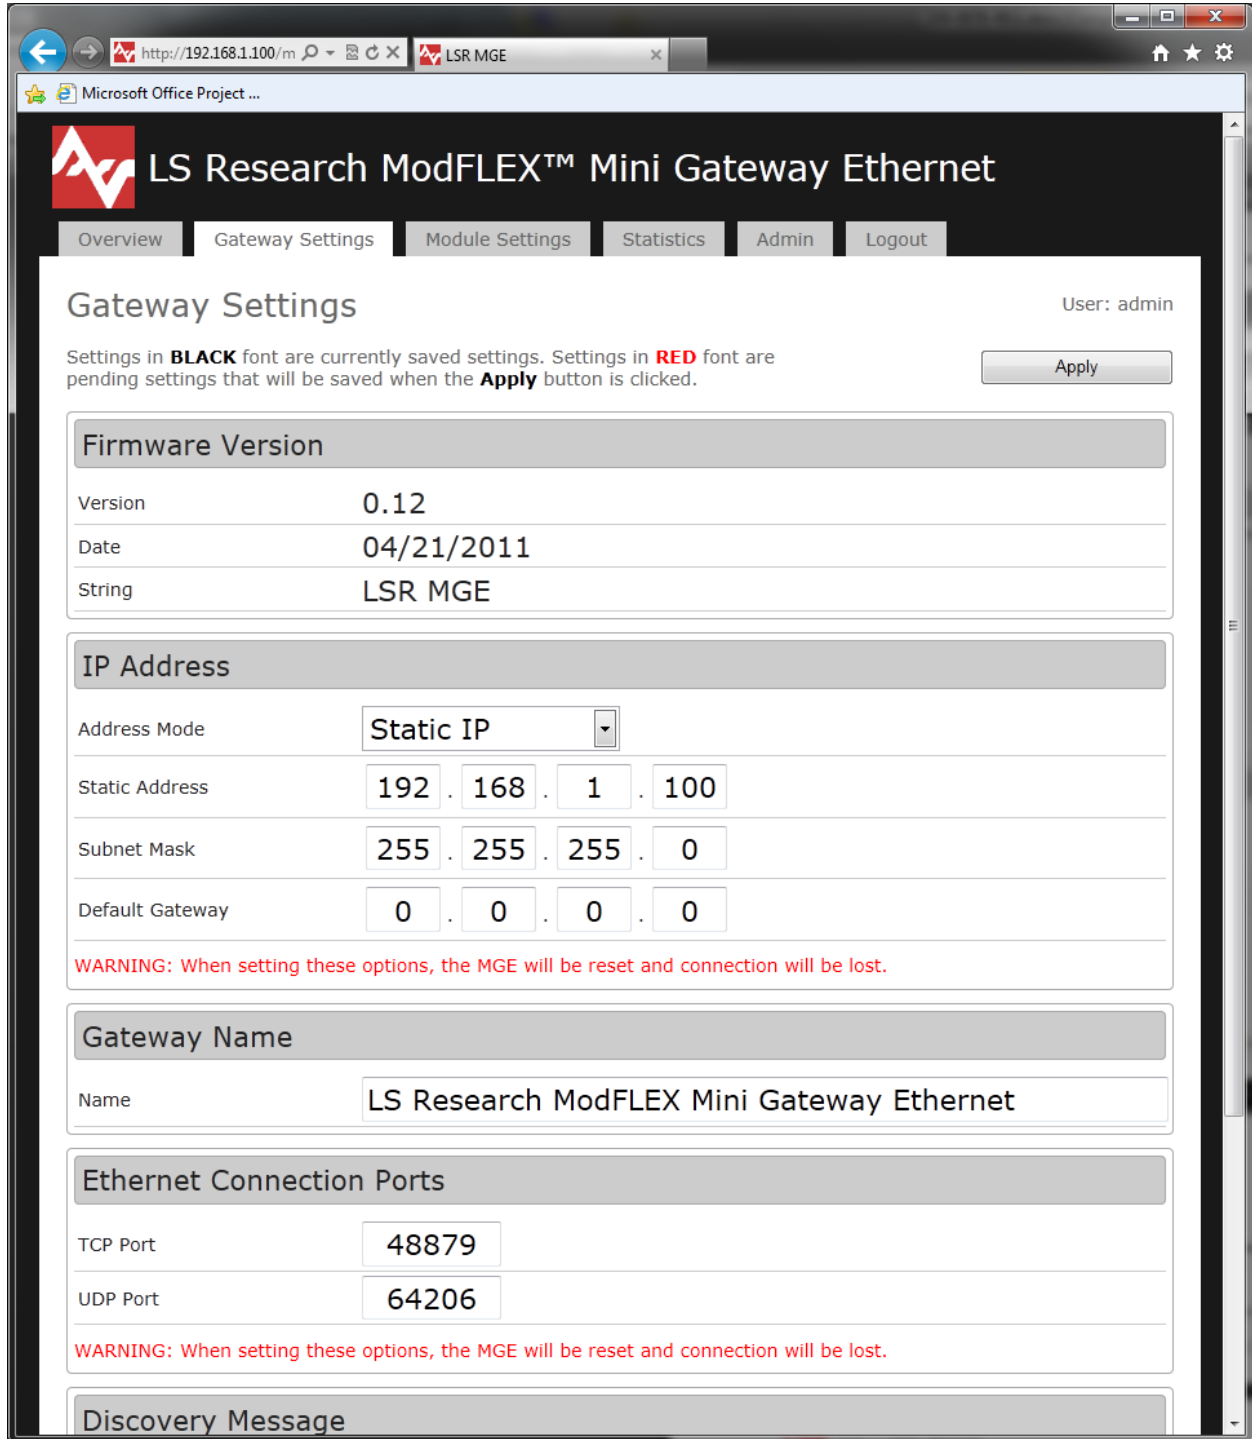 http://192.168.1.100/m
LSR MGE
Microsoft Office Project ...
LS Research ModFLEX™ Mini Gateway Ethernet
Overview Gateway Settings Module Settings Statistics Admin Logout
Gateway Settings
User: admin
Settings in BLACK font are currently saved settings. Settings in RED font are
pending settings that will be saved when the Apply button is clicked.
Apply
Firmware Version
Version 0.12
Date 04/21/2011
String LSR MGE
IP Address
Address Mode Static IP
Static Address 192 . 168 . 1 . 100
Subnet Mask 255 . 255 . 255 . 0
Default Gateway 0 . 0 . 0 . 0
WARNING: When setting these options, the MGE will be reset and connection will be lost.
Gateway Name
Name LS Research ModFLEX Mini Gateway Ethernet
Ethernet Connection Ports
TCP Port 48879
UDP Port 64206
WARNING: When setting these options, the MGE will be reset and connection will be lost.
Discovery Message